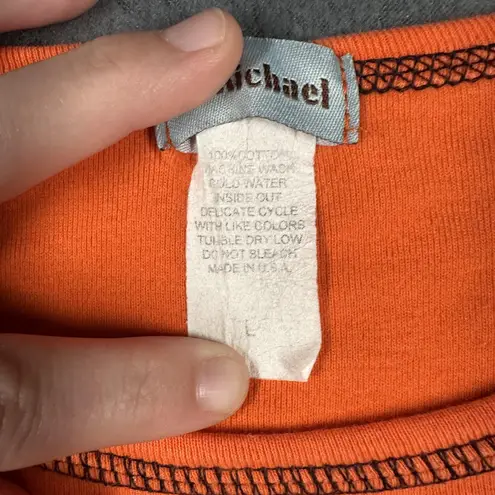 michael
100% COTTON
MACHINE WASH
COLD WATER
INSIDE OUT
DELICATE CYCLE
WITH LIKE COLORS
TUMBLE DRY LOW
DO NOT BLEACH
MADE IN U.S.A.
L